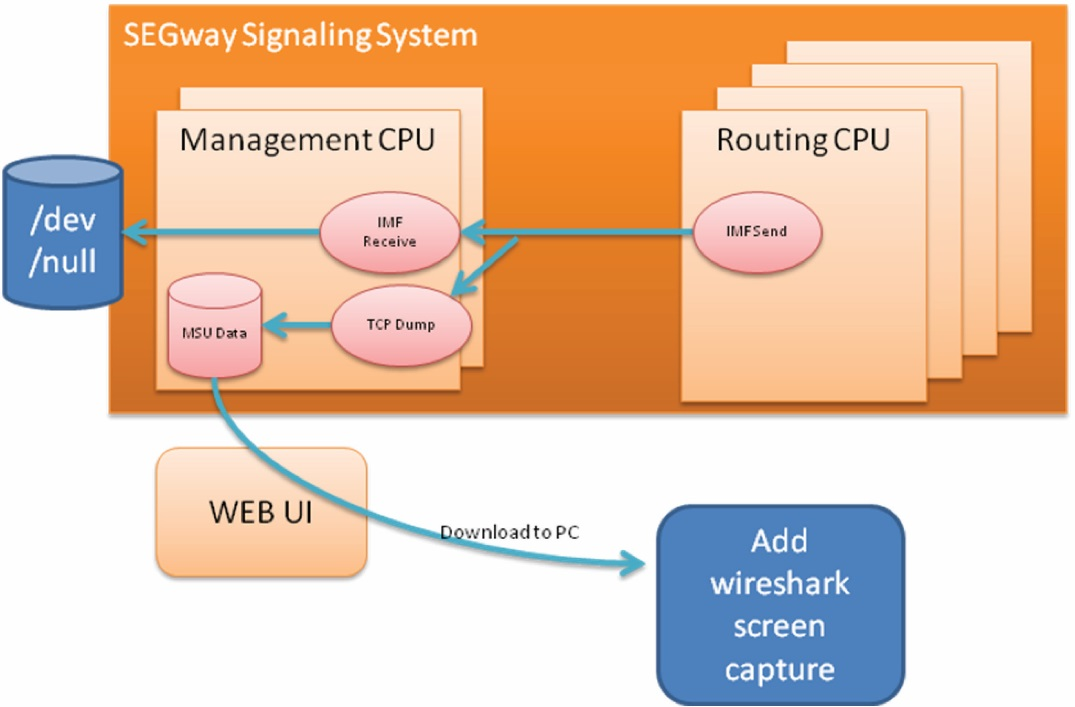 SEGway Signaling System
Management CPU
Routing CPU
/dev
/null
IMF
Receive
IMFSend
MSU Data
TCP Dump
WEB UI
Download to PC
Add
wireshark
screen
capture